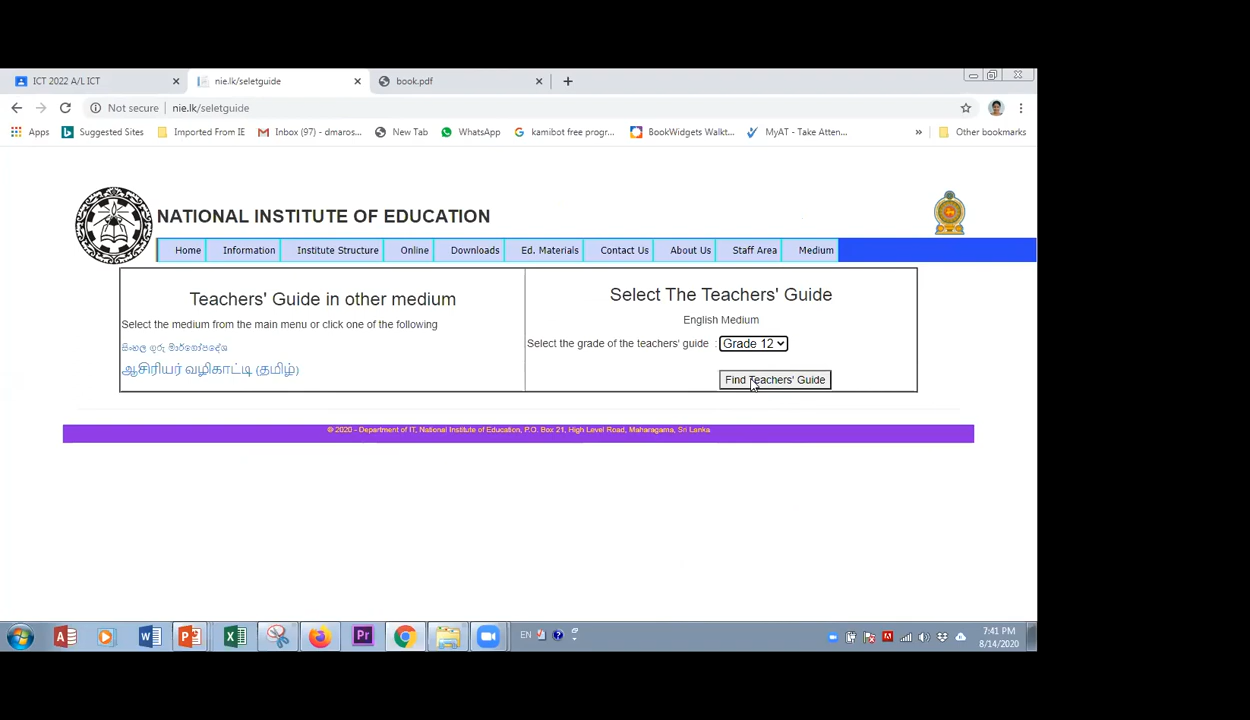 ICT 2022 A/L ICT
nie.lk/seletguide
book.pdf
Not secure | nie.lk/seletguide
Apps Suggested Sites Imported From IE Inbox (97) - dmaros... New Tab WhatsApp kamibot free progr... BookWidgets Walkt... MyAT - Take Atten... » Other bookmarks
NATIONAL INSTITUTE OF EDUCATION
Home Information Institute Structure Online Downloads Ed. Materials Contact Us About Us Staff Area Medium
Teachers' Guide in other medium
Select the medium from the main menu or click one of the following
සිංහල ගුරු මාර්ගෝපදේශ
ஆசிரியர் வழிகாட்டி (தமிழ்)
Select The Teachers' Guide
English Medium
Select the grade of the teachers' guide : Grade 12
Find Teachers' Guide
© 2020 - Department of IT, National Institute of Education, P.O. Box 21, High Level Road, Maharagama, Sri Lanka
EN
7:41 PM
8/14/2020